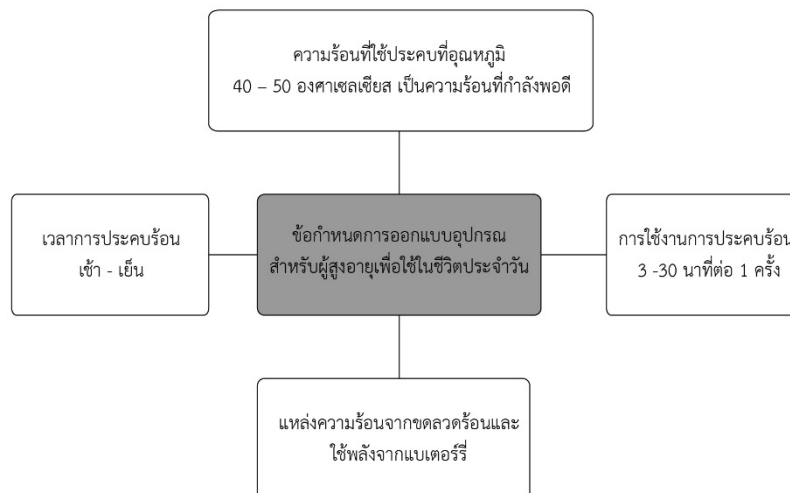 ความร้อนที่ใช้ประคบที่อุณหภูมิ
40 – 50 องศาเซลเซียส เป็นความร้อนที่กำลังพอดี
เวลาการประคบร้อน
เช้า - เย็น
ข้อกำหนดการออกแบบอุปกรณ
สำหรับผู้สูงอายุเพื่อใช้ในชีวิตประจำวัน
การใช้งานการประคบร้อน
3 -30 นาทีต่อ 1 ครั้ง
แหล่งความร้อนจากขดลวดร้อนและ
ใช้พลังจากแบเตอร์รี่